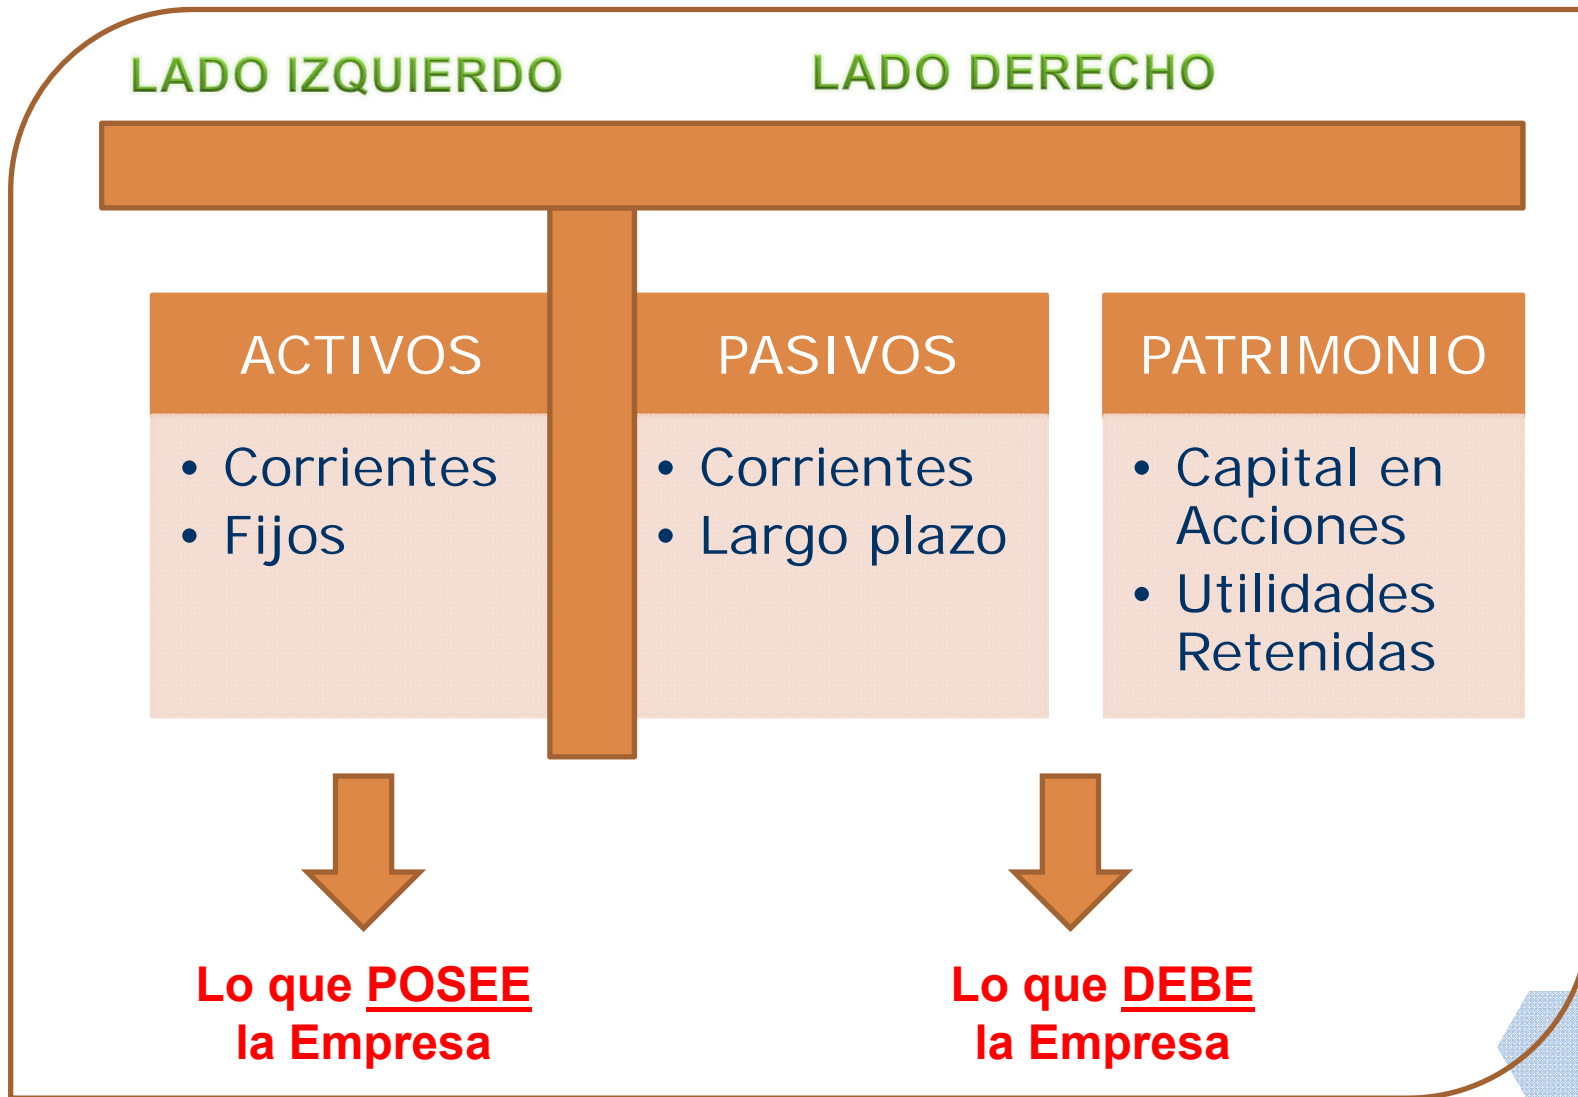 LADO IZQUIERDO
LADO DERECHO
ACTIVOS
• Corrientes
• Fijos
PASIVOS
• Corrientes
• Largo plazo
PATRIMONIO
• Capital en
Acciones
• Utilidades
Retenidas
Lo que POSEE
la Empresa
Lo que DEBE
la Empresa